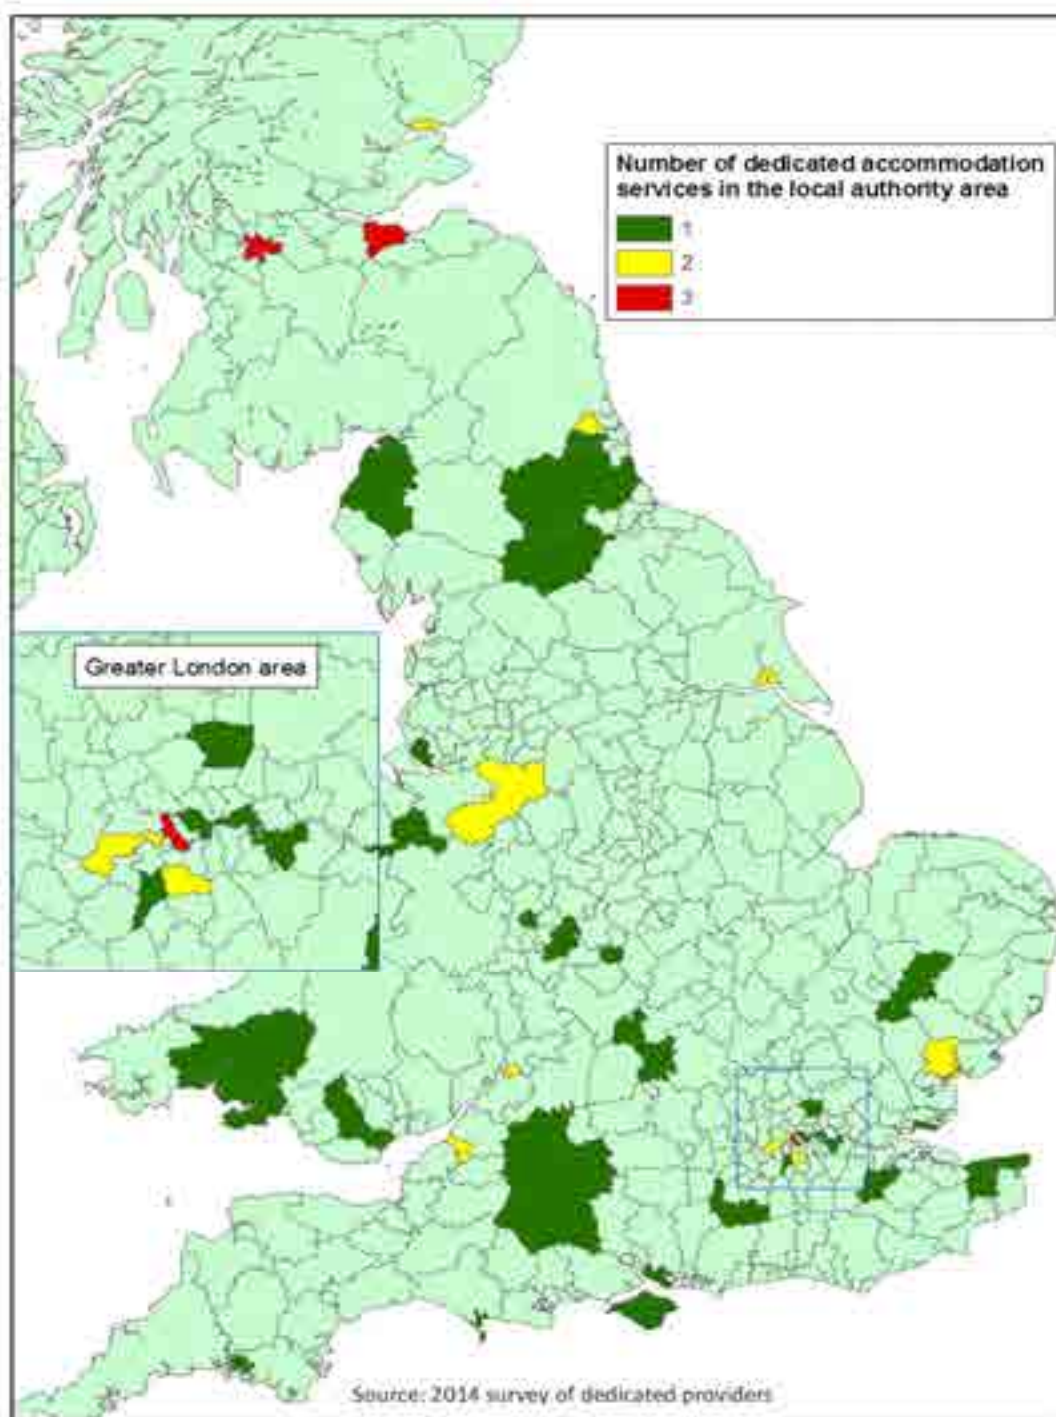 Number of dedicated accommodation
services in the local authority area
1
2
3
Greater London area
Source: 2014 survey of dedicated providers